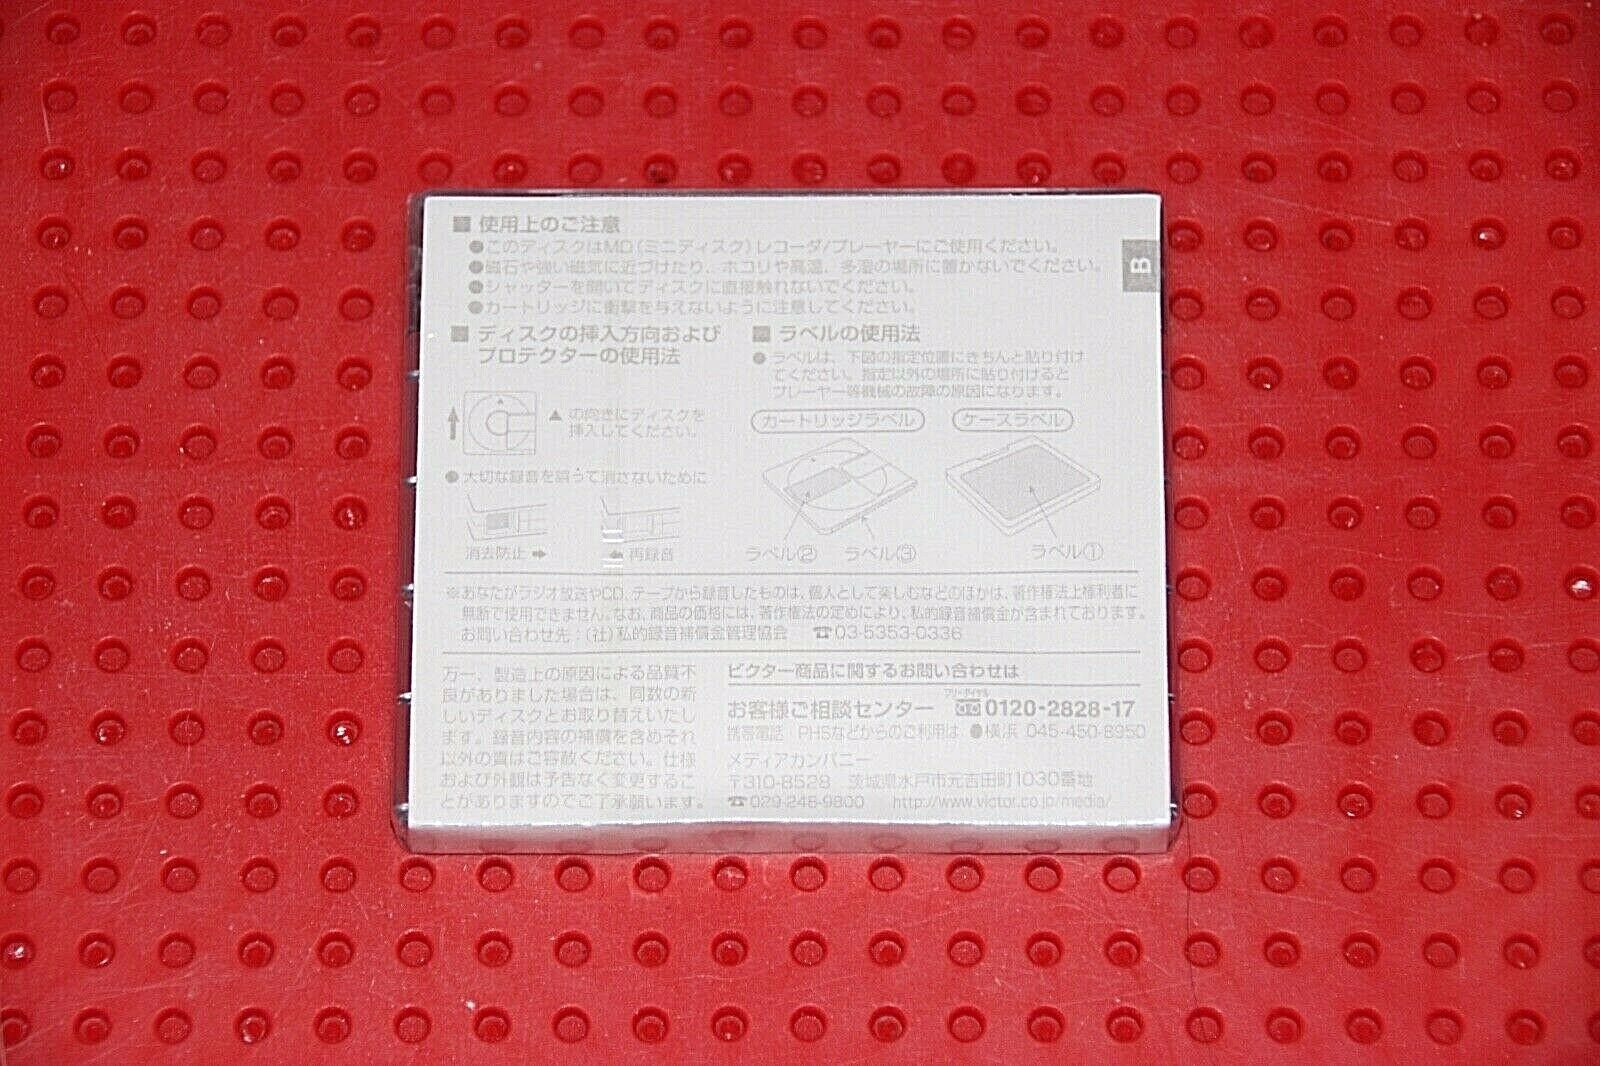 使用上のご注意
●このディスクはMD(ミニディスク)レコーダ/プレーヤーにご使用ください。
●磁石や強い磁気に近づけたり、ホコリや高温、多湿の場所に置かないでください。
●シャッターを開いてディスクに直接触れないでください。
●カートリッジに衝撃を与えないように注意してください。
B
ディスクの挿入方向および
プロテクターの使用法
▲の向きにディスクを
挿入してください。
●大切な録音を誤って消さないために
消去防止➡
⬅再録音
ラベルの使用法
●ラベルは、下図の指定位置にきちんと貼り付け
てください。指定以外の場所に貼り付けると
プレーヤー等機械の故障の原因になります。
カートリッジラベル
ケースラベル
ラベル②
ラベル③
ラベル①
※あなたがラジオ放送やCD、テープから録音したものは、個人として楽しむなどのほかは、著作権法上権利者に
無断で使用できません。なお、商品の価格には、著作権法の定めにより、私的録音補償金が含まれております。
お問い合わせ先：(社)私的録音補償金管理協会 ☎03-5353-0336
万一、製造上の原因による品質不
良がありました場合は、同数の新
しいディスクとお取り替えいたし
ます。録音内容の補償を含めそれ
以外の責はご容赦ください。仕様
および外観は予告なく変更するこ
とがありますのでご了承願います。
ビクター商品に関するお問い合わせは
フリーダイヤル
お客様ご相談センター 0120-2828-17
携帯電話・PHSなどからのご利用は ●横浜 045-450-8950
メディアカンパニー
〒310-8528 茨城県水戸市元吉田町1030番地
☎029-248-9800 http://www.victor.co.jp/media/